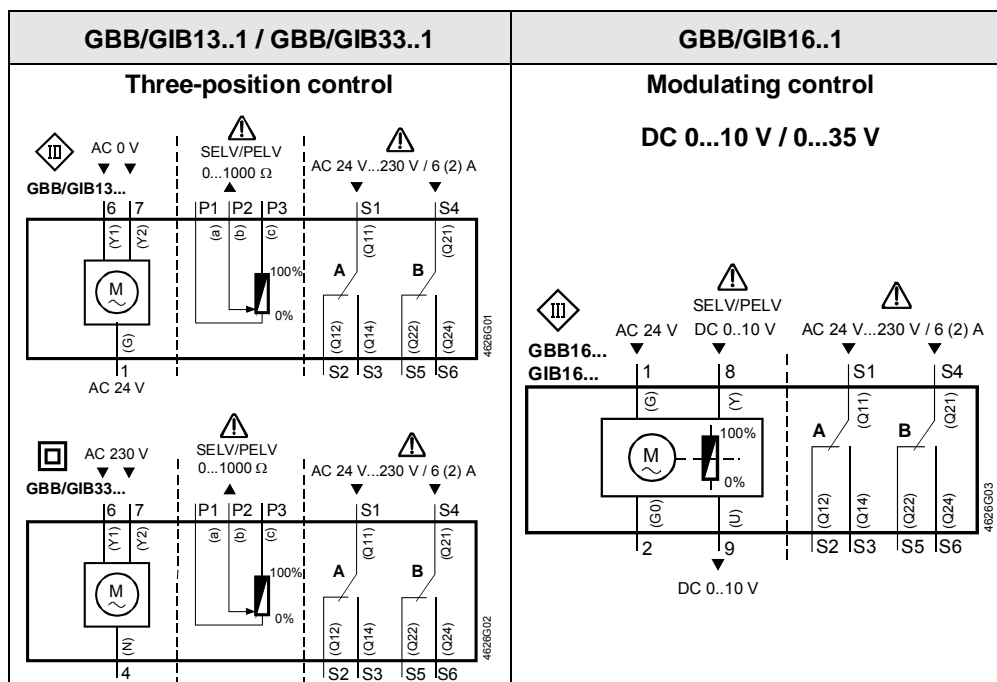 GBB/GIB13..1 / GBB/GIB33..1
Three-position control
III
AC 0 V
SELV/PELV
0...1000 Ω
AC 24 V...230 V / 6 (2) A
GBB/GIB13...
6 7 P1 P2 P3 S1 S4
(Y1) (Y2) (a) (b) (c) (Q11) (Q21)
M
~
100%
0%
A B
(G) (Q12) (Q14) (Q22) (Q24)
1 S2 S3 S5 S6
AC 24 V
4626G01
AC 230 V
SELV/PELV
0...1000 Ω
AC 24 V...230 V / 6 (2) A
GBB/GIB33...
6 7 P1 P2 P3 S1 S4
(Y1) (Y2) (a) (b) (c) (Q11) (Q21)
M
~
100%
0%
A B
(N) (Q12) (Q14) (Q22) (Q24)
4 S2 S3 S5 S6
4626G02
GBB/GIB16..1
Modulating control
DC 0...10 V / 0...35 V
III
SELV/PELV
AC 24 V DC 0..10 V AC 24 V...230 V / 6 (2) A
GBB16...
GIB16...
1 8 S1 S4
(G) (Y) (Q11) (Q21)
M
~
100%
0%
A B
(G0) (U) (Q12) (Q14) (Q22) (Q24)
2 9 S2 S3 S5 S6
DC 0..10 V
4626G03